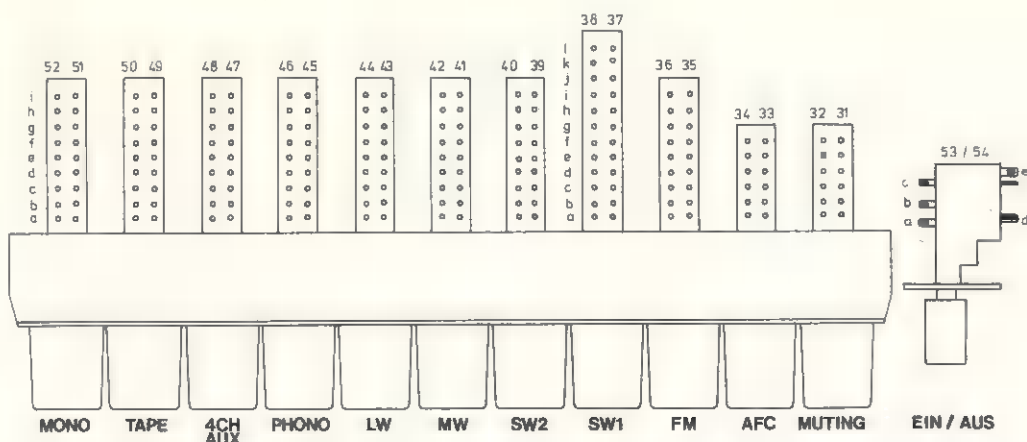 38 37
52 51
50 49
48 47
46 45
44 43
42 41
40 39
36 35
34 33
32 31
53 / 54
i
h
g
f
e
d
c
b
a
l
k
j
i
h
g
f
e
d
c
b
a
c
b
a
e
d
MONO
TAPE
4CH
AUX
PHONO
LW
MW
SW2
SW1
FM
AFC
MUTING
EIN / AUS